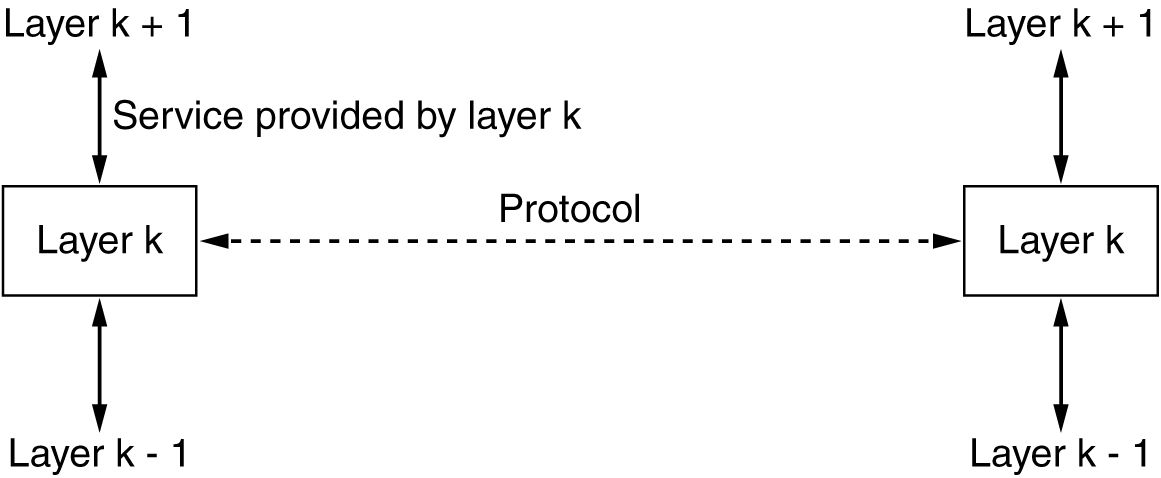 Layer k + 1
Layer k + 1
Service provided by layer k
Protocol
Layer k
Layer k
Layer k - 1
Layer k - 1